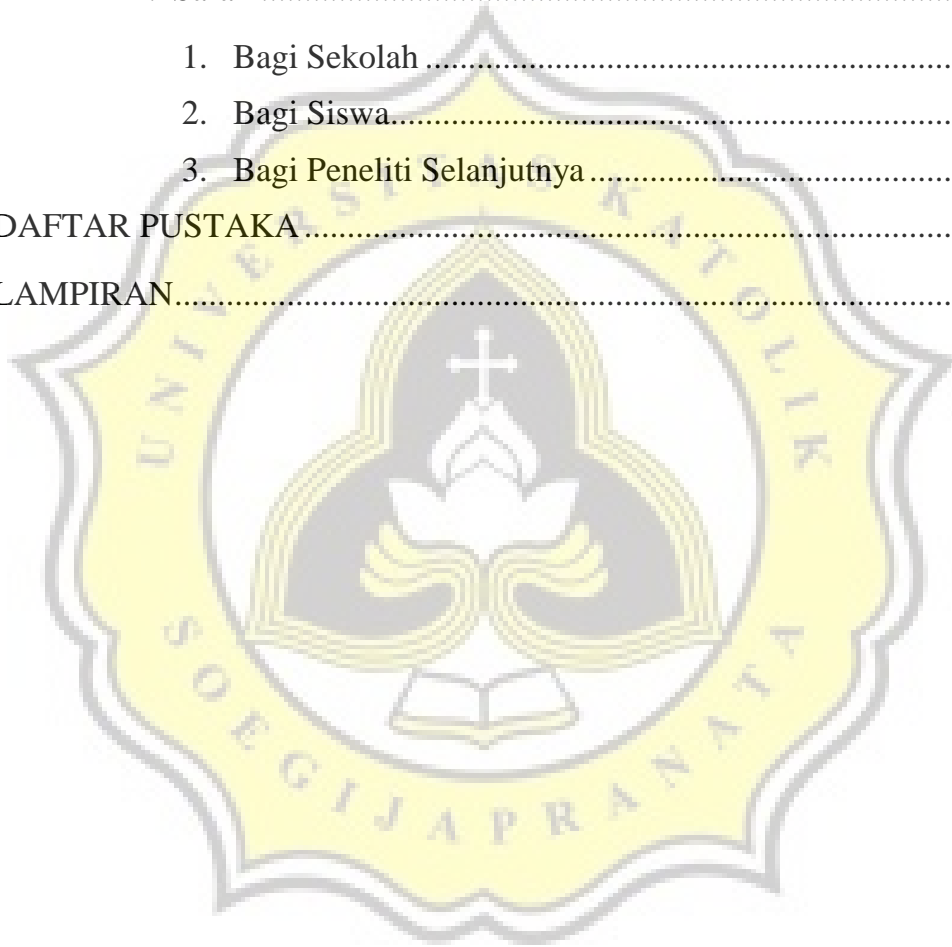 1. Bagi Sekolah ....................................................................
2. Bagi Siswa........................................................................
3. Bagi Peneliti Selanjutnya ................................................
DAFTAR PUSTAKA ................................................................
LAMPIRAN................................................................................
UNIVERSITAS KATOLIK
SOEGIJAPRANATA